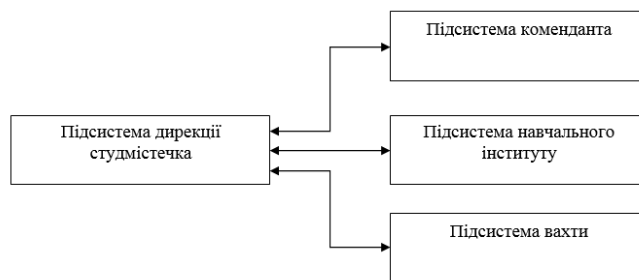 Підсистема коменданта
Підсистема дирекції
студмістечка
Підсистема навчального
інституту
Підсистема вахти